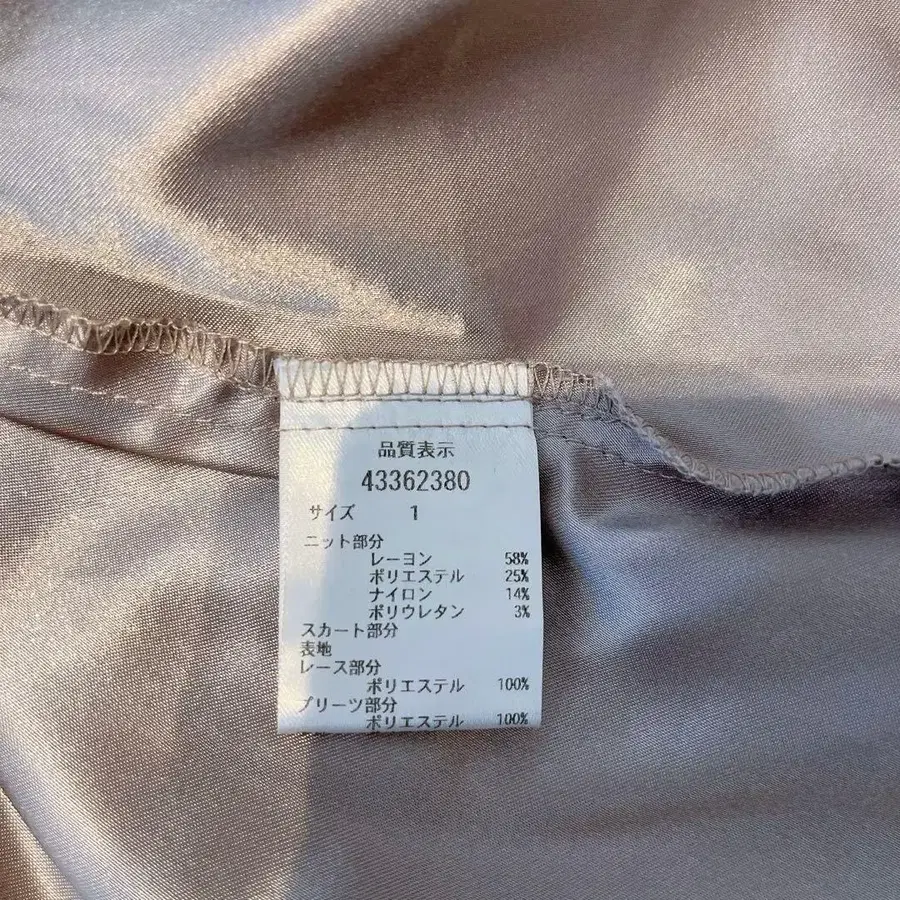 品質表示
43362380
サイズ 1
ニット部分
レーヨン 58%
ポリエステル 25%
ナイロン 14%
ポリウレタン 3%
スカート部分
表地
レース部分
ポリエステル 100%
プリーツ部分
ポリエステル 100%